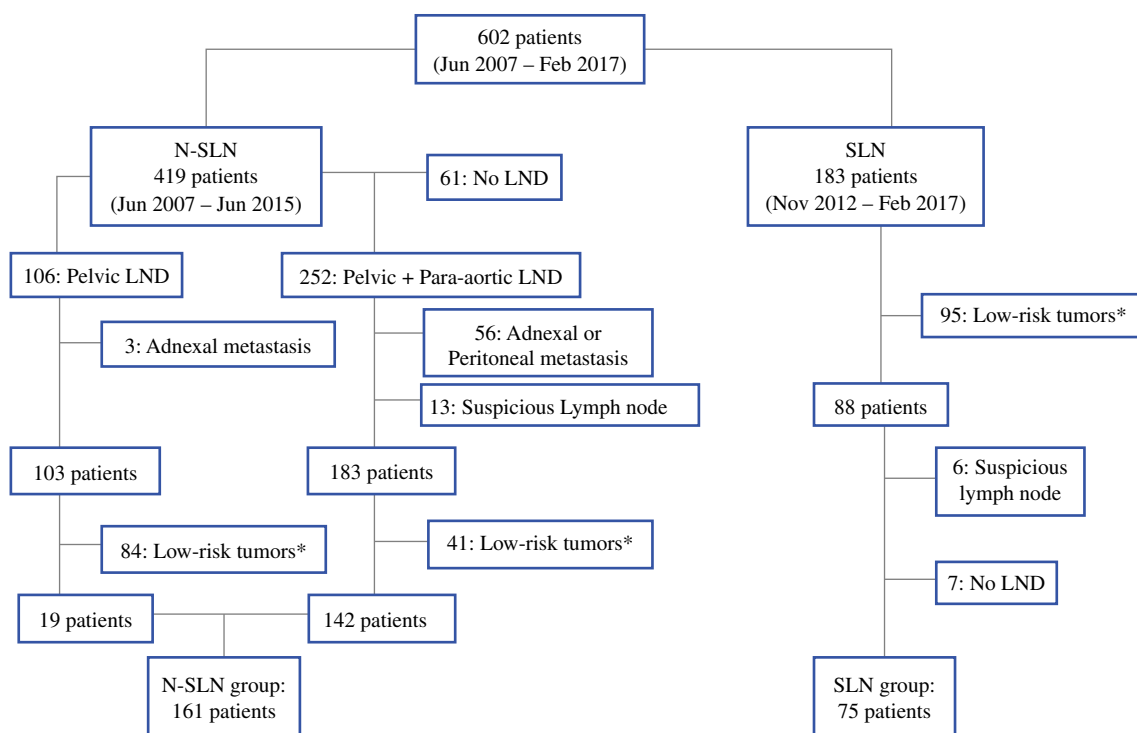 602 patients
(Jun 2007 – Feb 2017)
N-SLN
419 patients
(Jun 2007 – Jun 2015)
61: No LND
SLN
183 patients
(Nov 2012 – Feb 2017)
106: Pelvic LND
252: Pelvic + Para-aortic LND
95: Low-risk tumors*
3: Adnexal metastasis
56: Adnexal or
Peritoneal metastasis
13: Suspicious Lymph node
88 patients
103 patients
183 patients
6: Suspicious
lymph node
84: Low-risk tumors*
41: Low-risk tumors*
7: No LND
19 patients
142 patients
N-SLN group:
161 patients
SLN group:
75 patients